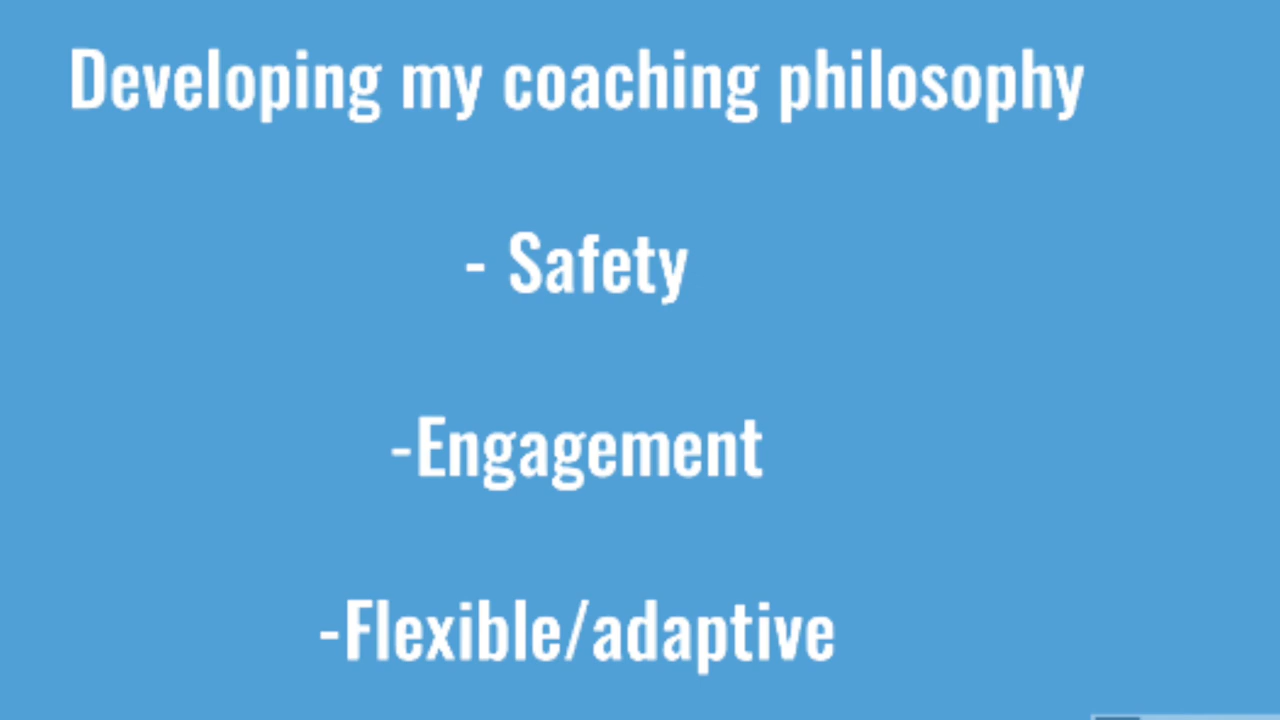 Developing my coaching philosophy
- Safety
-Engagement
-Flexible/adaptive